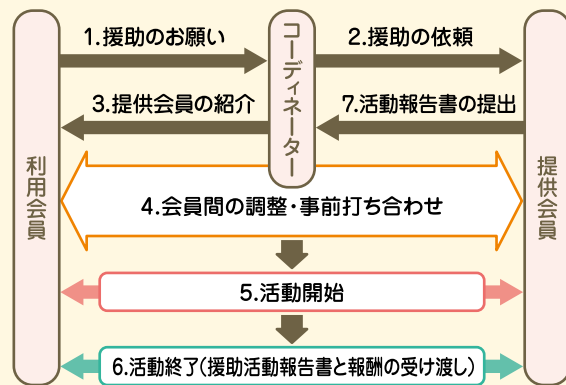 1.援助のお願い
2.援助の依頼
3.提供会員の紹介
7.活動報告書の提出
コーディネーター
利用会員
提供会員
4.会員間の調整・事前打ち合わせ
5.活動開始
6.活動終了(援助活動報告書と報酬の受け渡し)